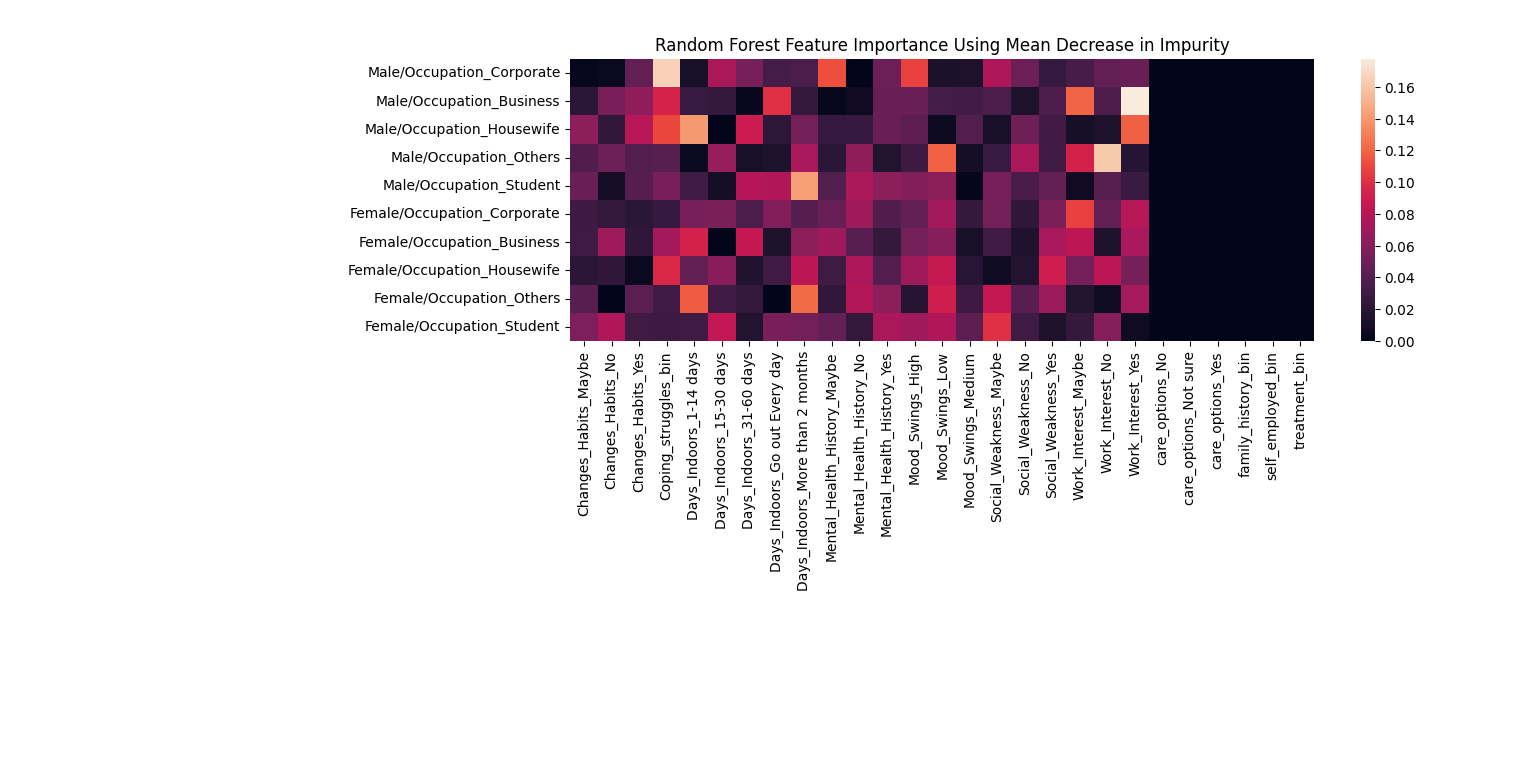 Random Forest Feature Importance Using Mean Decrease in Impurity
Male/Occupation_Corporate
Male/Occupation_Business
Male/Occupation_Housewife
Male/Occupation_Others
Male/Occupation_Student
Female/Occupation_Corporate
Female/Occupation_Business
Female/Occupation_Housewife
Female/Occupation_Others
Female/Occupation_Student
Changes_Habits_Maybe
Changes_Habits_No
Changes_Habits_Yes
Coping_struggles_bin
Days_Indoors_1-14 days
Days_Indoors_15-30 days
Days_Indoors_31-60 days
Days_Indoors_Go out Every day
Days_Indoors_More than 2 months
Mental_Health_History_Maybe
Mental_Health_History_No
Mental_Health_History_Yes
Mood_Swings_High
Mood_Swings_Low
Mood_Swings_Medium
Social_Weakness_Maybe
Social_Weakness_No
Social_Weakness_Yes
Work_Interest_Maybe
Work_Interest_No
Work_Interest_Yes
care_options_No
care_options_Not sure
care_options_Yes
family_history_bin
self_employed_bin
treatment_bin
0.16
0.14
0.12
0.10
0.08
0.06
0.04
0.02
0.00